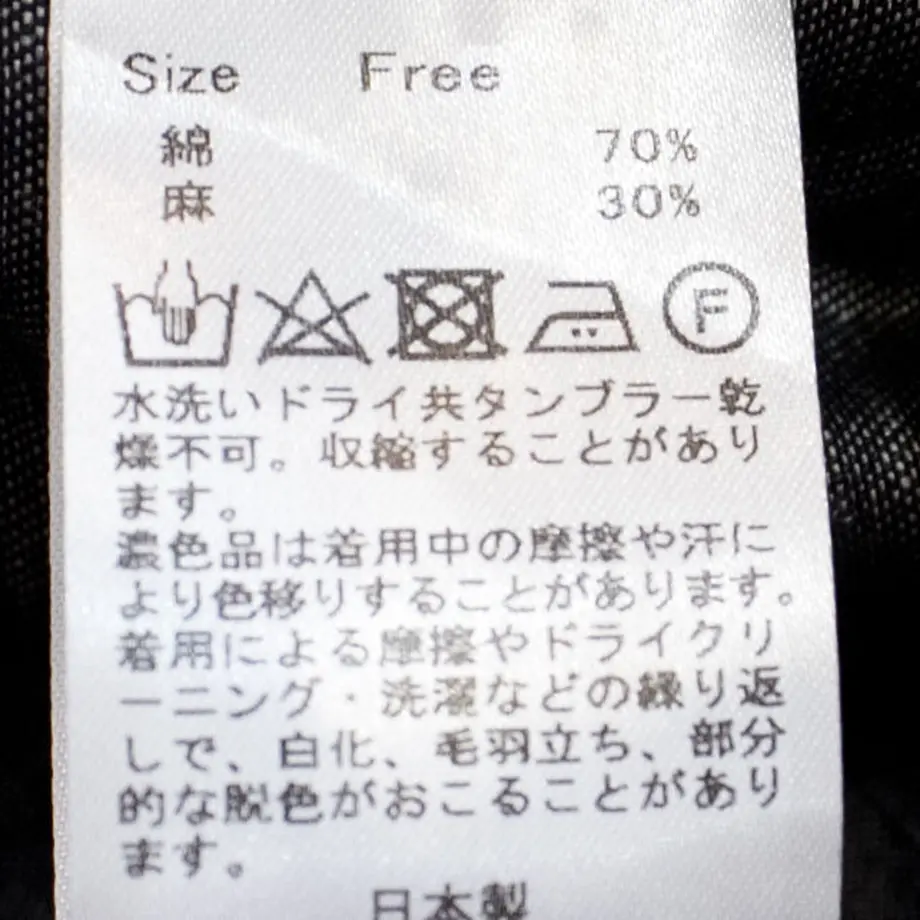 Size Free
綿 70%
麻 30%
F
水洗いドライ共タンブラー乾
燥不可。収縮することがあり
ます。
濃色品は着用中の摩擦や汗に
より色移りすることがあります。
着用による摩擦やドライクリ
ーニング・洗濯などの繰り返
しで、白化、毛羽立ち、部分
的な脱色がおこることがあり
ます。
日本製